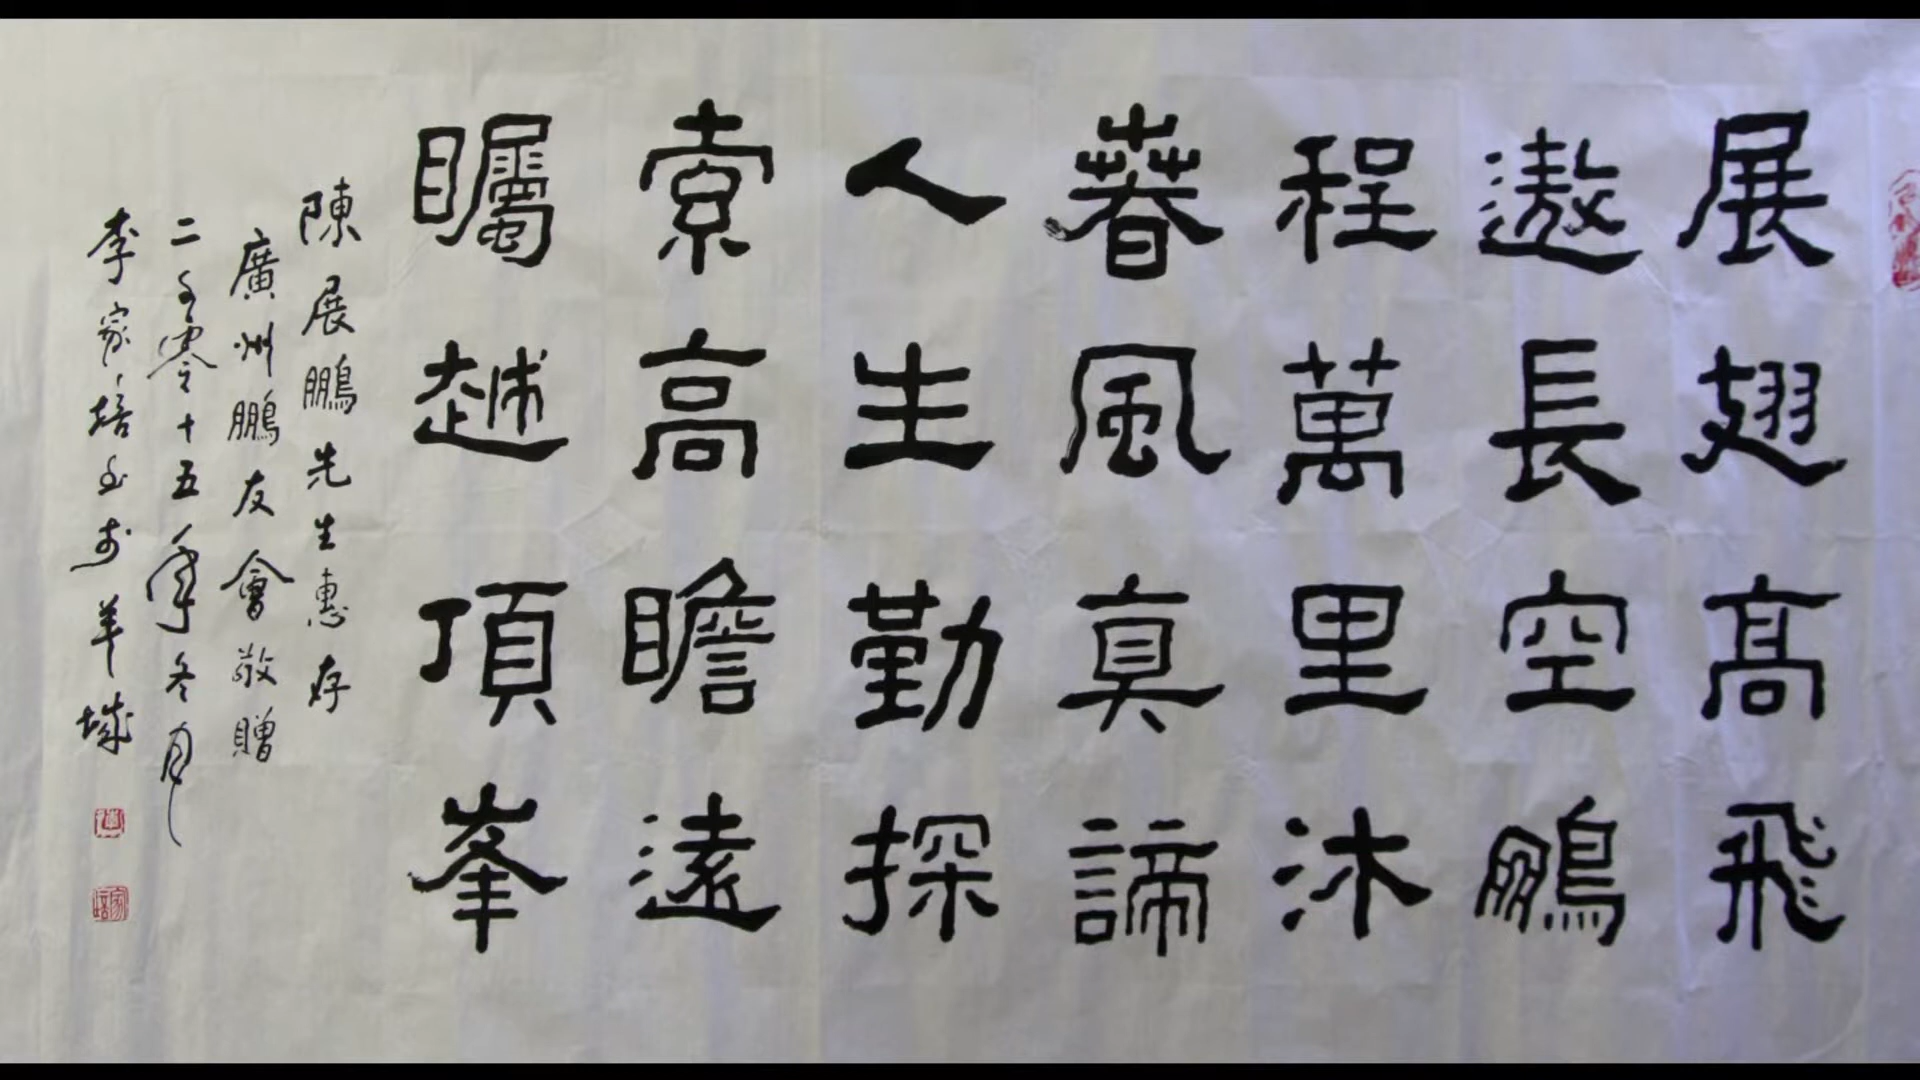 展翅高飛
遨長空鵬
程萬里沐
春風真諦
人生勤探
索高瞻遠
矚越頂峯
陳展鵬先生惠存
廣州鵬友會敬贈
二零零十五年冬月
李家培書於羊城